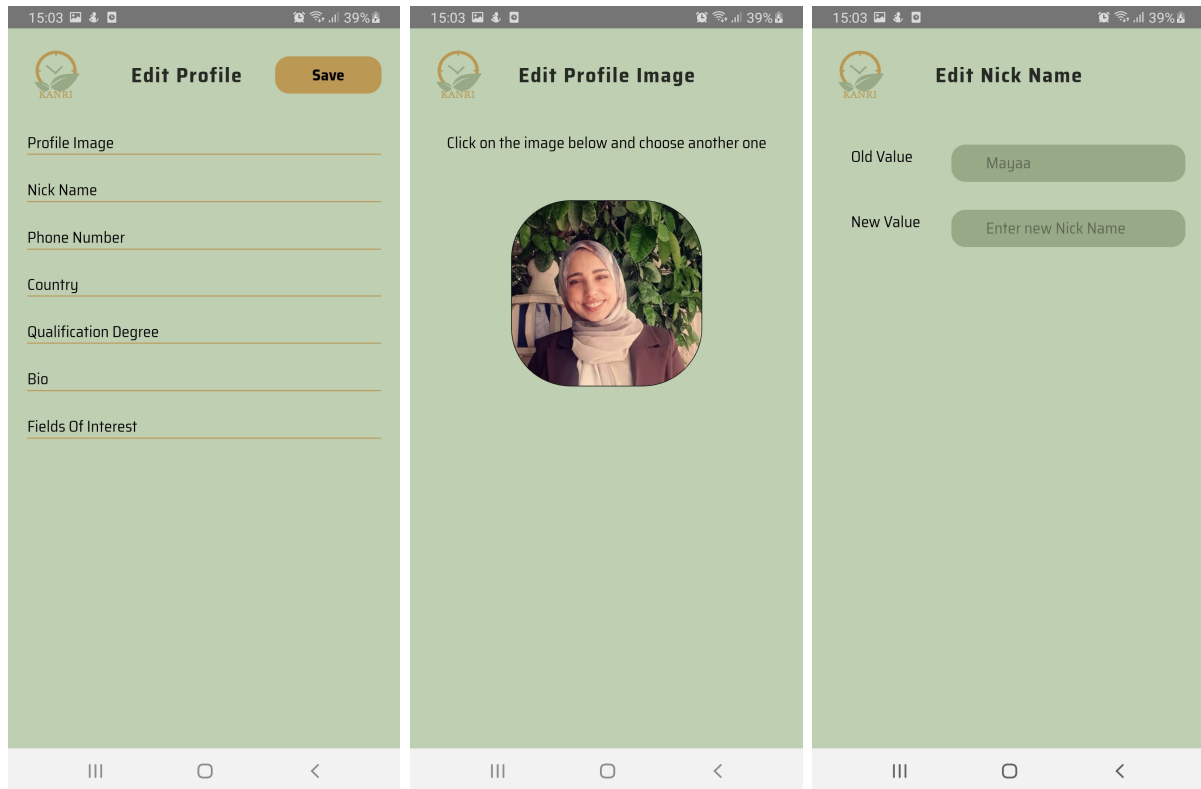 15:03 39%
Edit Profile Save
KANRI
Profile Image
Nick Name
Phone Number
Country
Qualification Degree
Bio
Fields Of Interest
15:03 39%
Edit Profile Image
KANRI
Click on the image below and choose another one
15:03 39%
Edit Nick Name
KANRI
Old Value Mayaa
New Value Enter new Nick Name